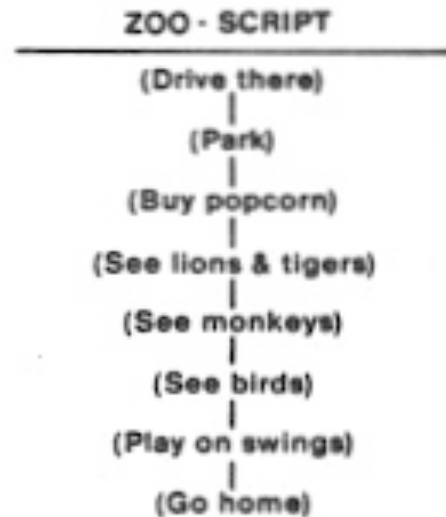 ZOO - SCRIPT
(Drive there)
(Park)
(Buy popcorn)
(See lions & tigers)
(See monkeys)
(See birds)
(Play on swings)
(Go home)